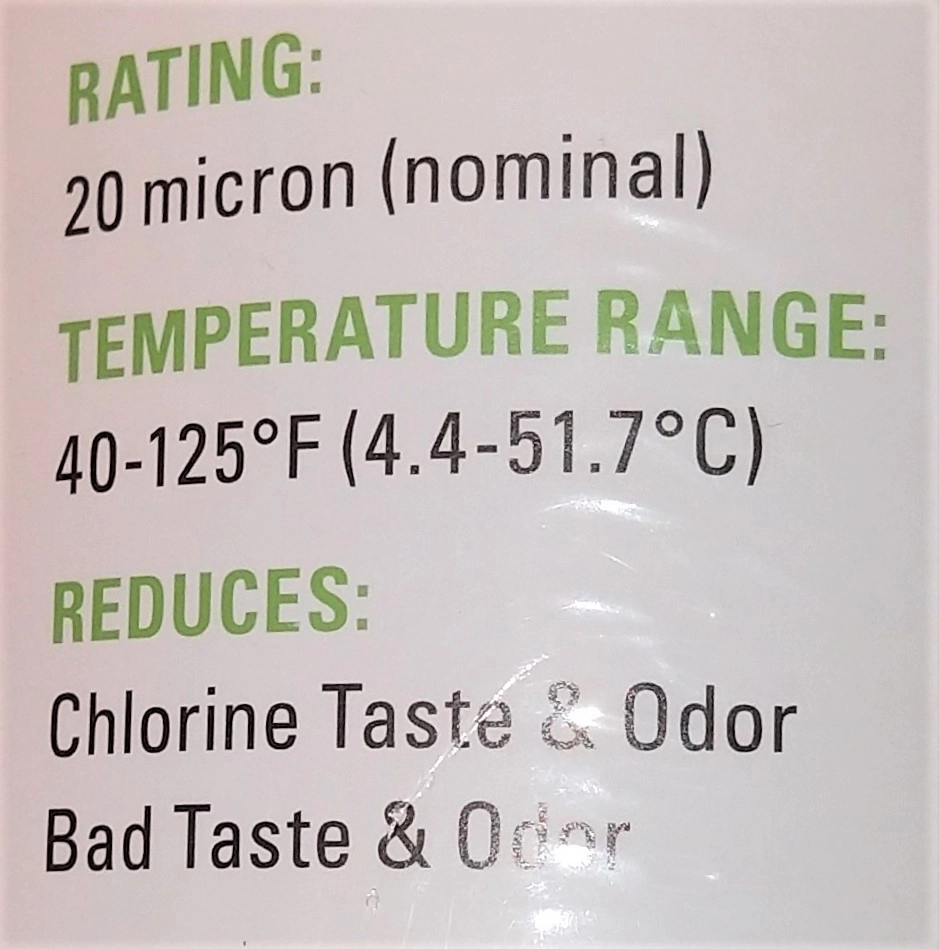 RATING:
20 micron (nominal)
TEMPERATURE RANGE:
40-125°F (4.4-51.7°C)
REDUCES:
Chlorine Taste & Odor
Bad Taste & Odor